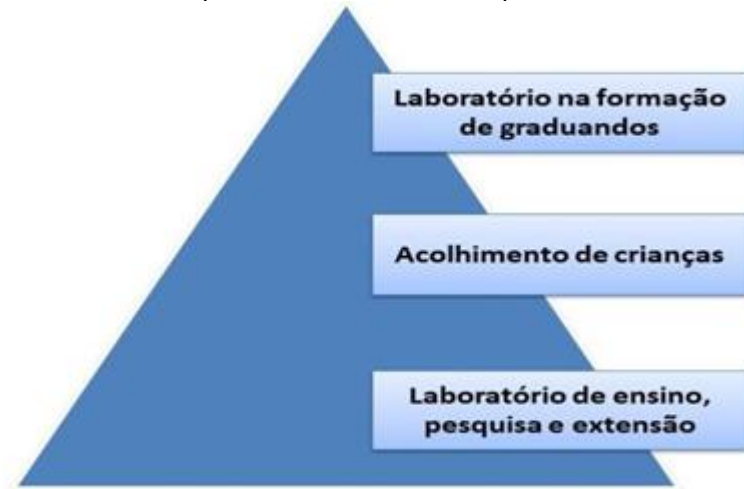 Laboratório na formação
de graduandos
Acolhimento de crianças
Laboratório de ensino,
pesquisa e extensão